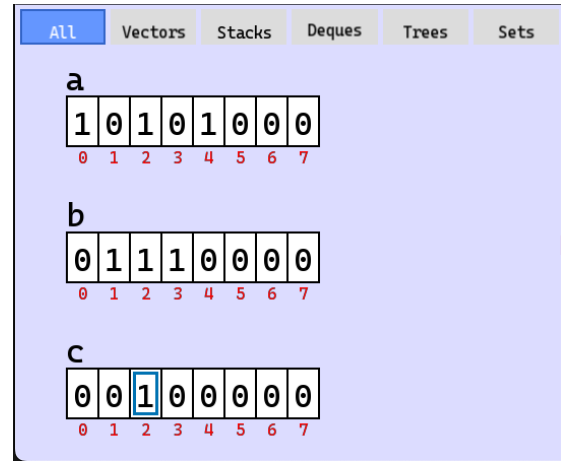 All Vectors Stacks Deques Trees Sets
a
1 0 1 0 1 0 0 0
0 1 2 3 4 5 6 7
b
0 1 1 1 0 0 0 0
0 1 2 3 4 5 6 7
c
0 0 1 0 0 0 0 0
0 1 2 3 4 5 6 7